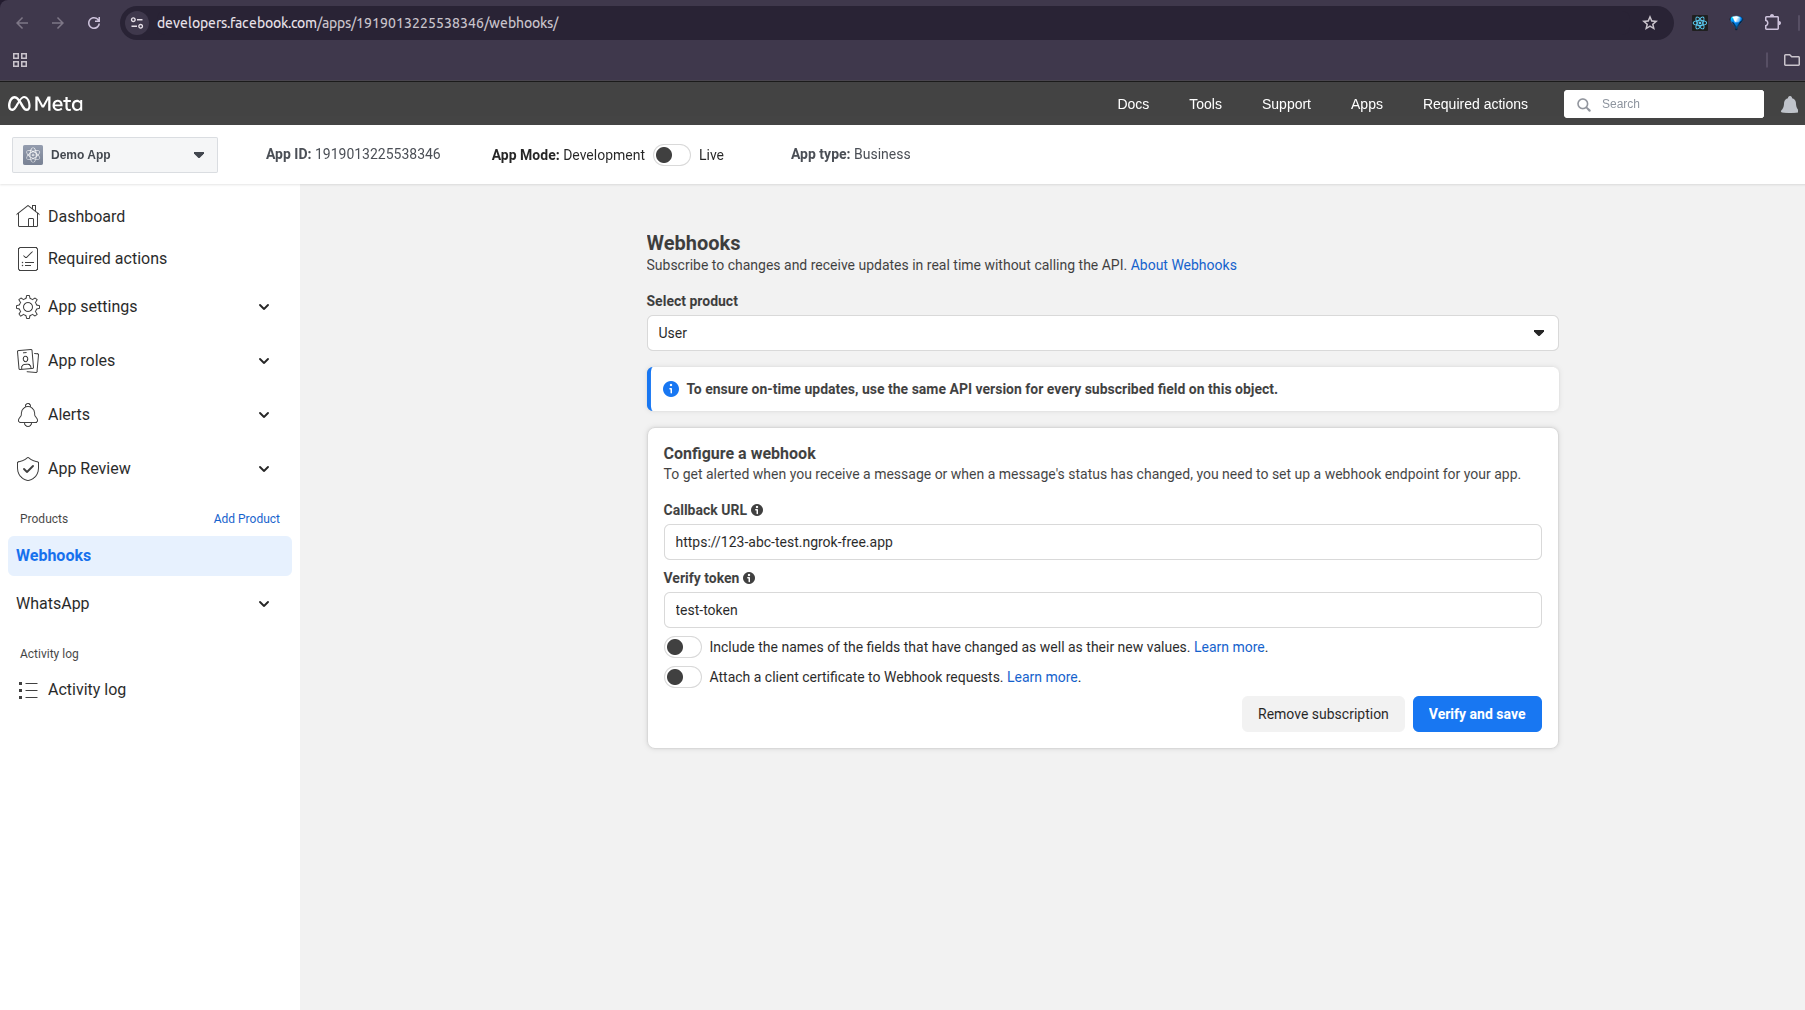 developers.facebook.com/apps/1919013225538346/webhooks/
Meta
Docs
Tools
Support
Apps
Required actions
Search
Demo App
App ID: 1919013225538346
App Mode: Development
Live
App type: Business
Dashboard
Required actions
App settings
App roles
Alerts
App Review
Products
Add Product
Webhooks
WhatsApp
Activity log
Activity log
Webhooks
Subscribe to changes and receive updates in real time without calling the API. About Webhooks
Select product
User
To ensure on-time updates, use the same API version for every subscribed field on this object.
Configure a webhook
To get alerted when you receive a message or when a message's status has changed, you need to set up a webhook endpoint for your app.
Callback URL
https://123-abc-test.ngrok-free.app
Verify token
test-token
Include the names of the fields that have changed as well as their new values. Learn more.
Attach a client certificate to Webhook requests. Learn more.
Remove subscription
Verify and save